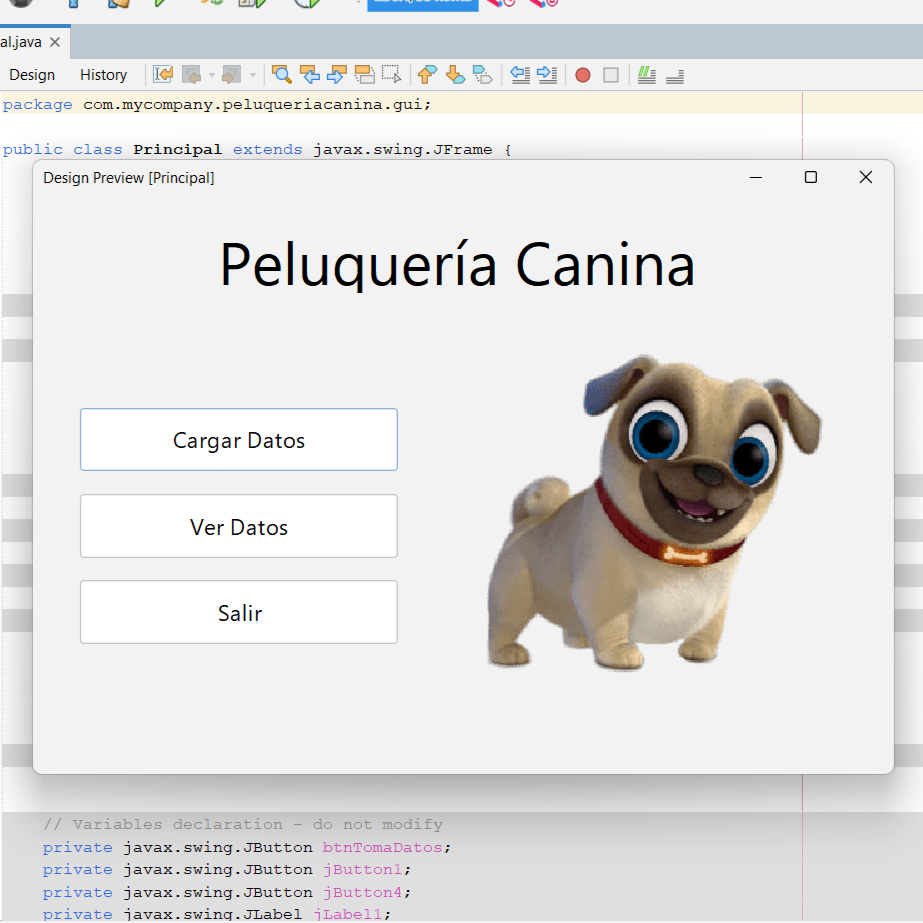 al.java
Design History
package com.mycompany.peluqueriacanina.gui;
public class Principal extends javax.swing.JFrame {
Design Preview [Principal]
Peluquería Canina
Cargar Datos
Ver Datos
Salir
// Variables declaration - do not modify
private javax.swing.JButton btnTomaDatos;
private javax.swing.JButton jButton1;
private javax.swing.JButton jButton4;
private javax.swing.JLabel jLabel1;